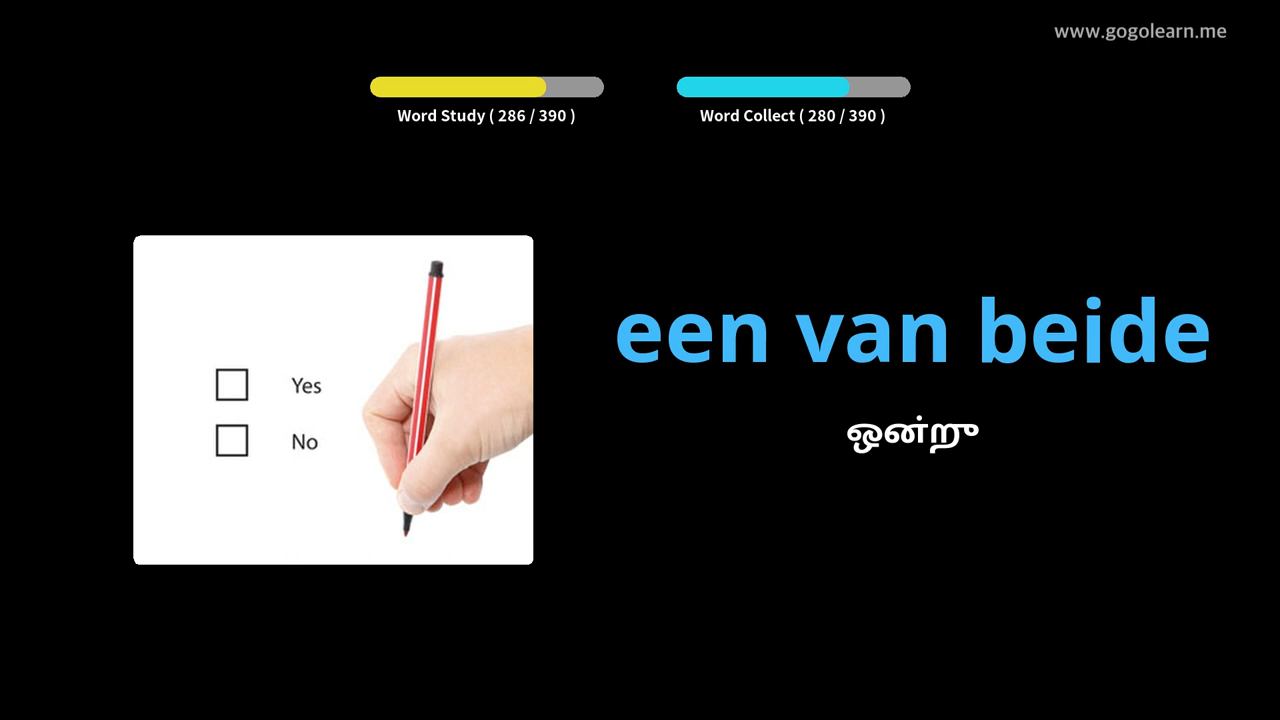 www.gogolearn.me
Word Study ( 286 / 390 )
Word Collect ( 280 / 390 )
een van beide
ஒன்று
Yes
No